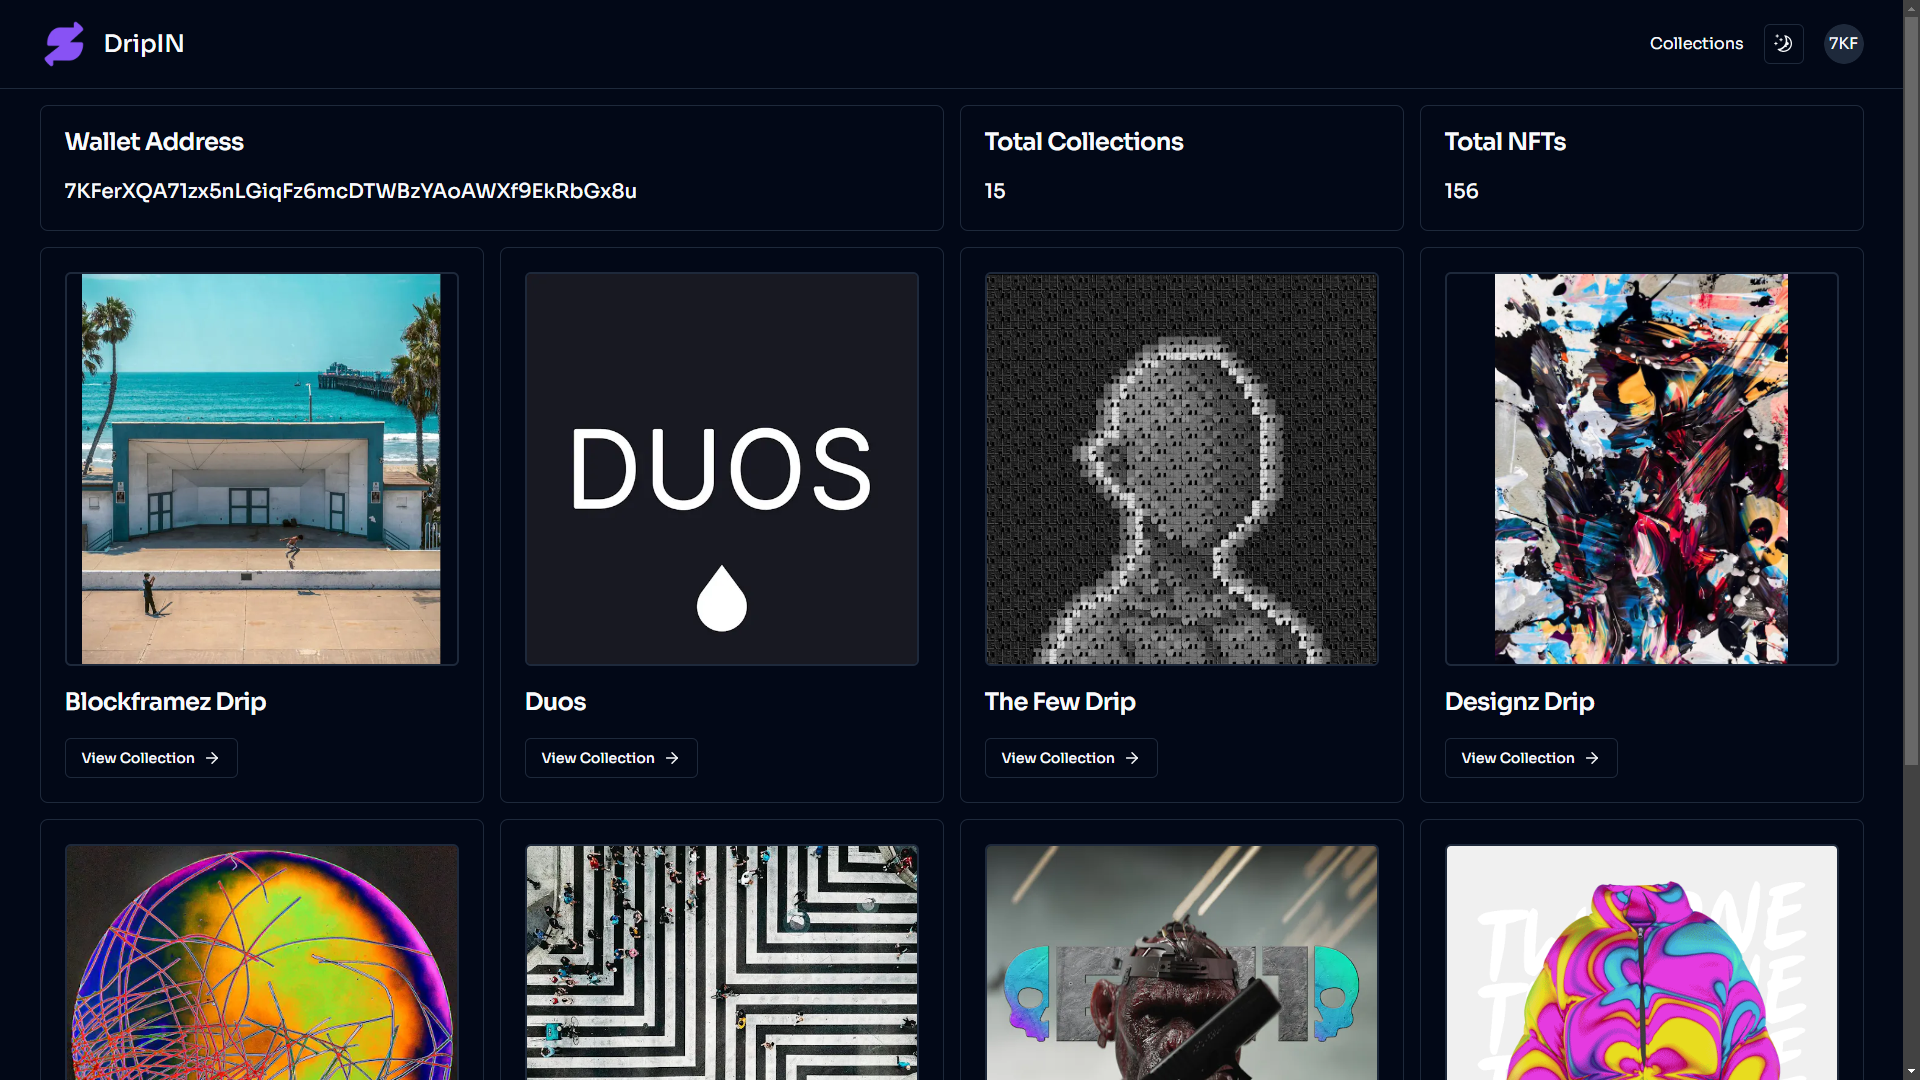 DripIN
Collections
7KF
Wallet Address
7KFerXQA71zx5nLGiqFz6mcDTWBzYAoAWXf9EkRbGx8u
Total Collections
15
Total NFTs
156
DUOS
Blockframez Drip
View Collection
Duos
View Collection
The Few Drip
View Collection
Designz Drip
View Collection